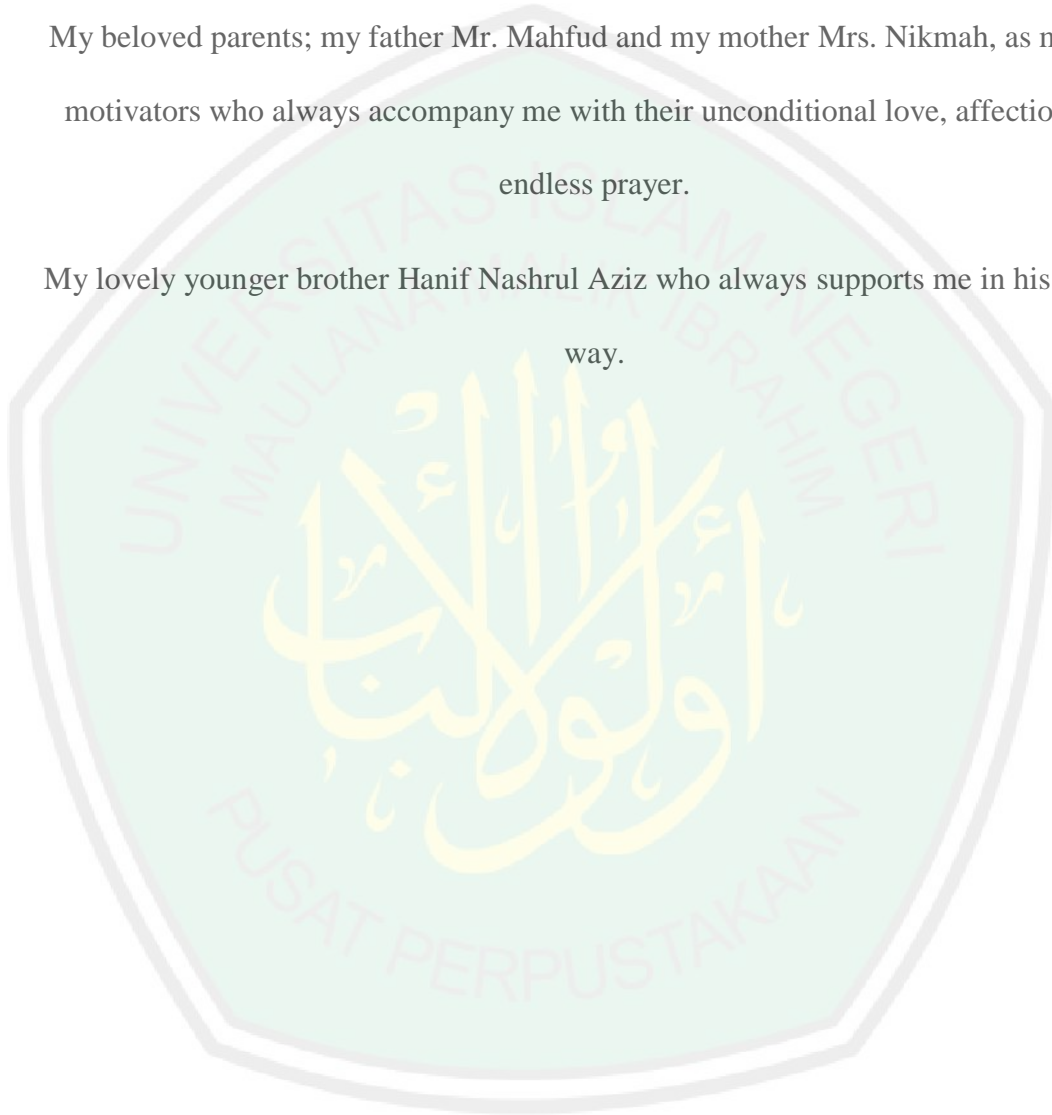 My beloved parents; my father Mr. Mahfud and my mother Mrs. Nikmah, as
motivators who always accompany me with their unconditional love,
endless prayer.
My lovely younger brother Hanif Nashrul Aziz who always supports me in his
way.
UNIVERSITAS ISLAM NEGERI
MAULANA MALIK IBRAHIM
أولوا الألباب
PUSAT PERPUSTAKAAN